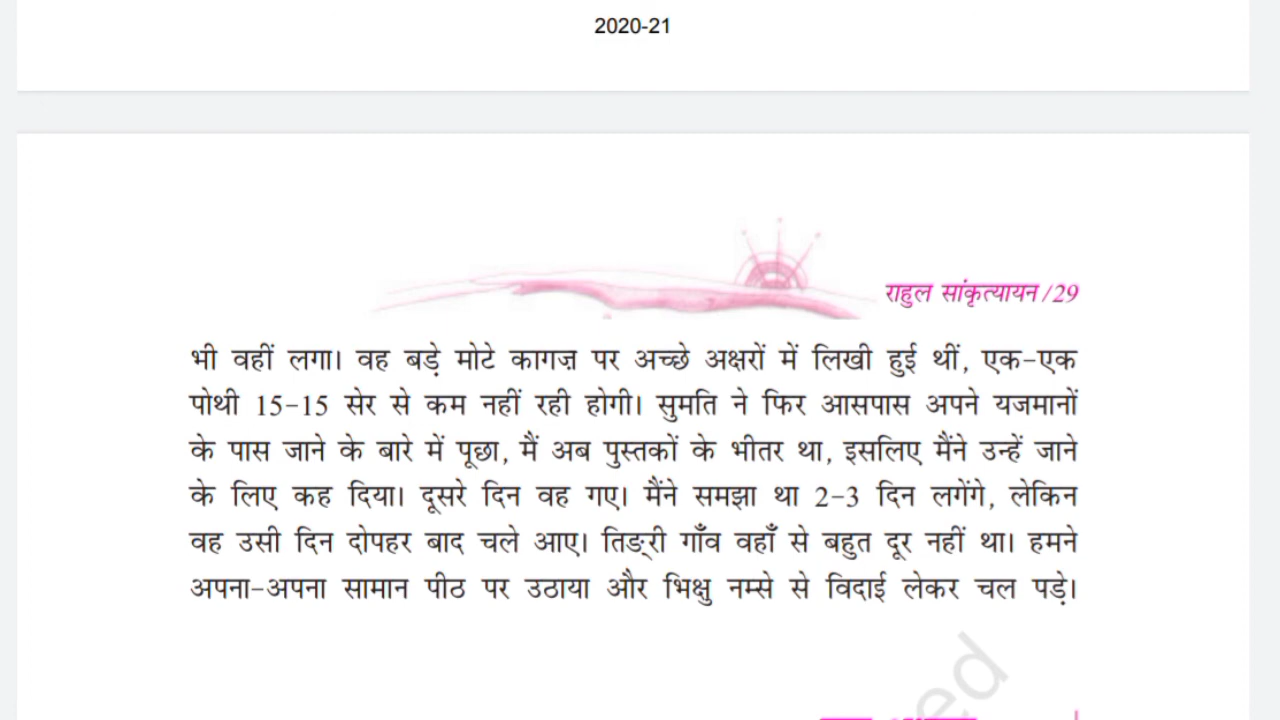 2020-21
राहुल सांकृत्यायन/29
भी वहीं लगा। वह बड़े मोटे कागज़ पर अच्छे अक्षरों में लिखी हुई थीं, एक-एक
पोथी 15-15 सेर से कम नहीं रही होगी। सुमति ने फिर आसपास अपने यजमानों
के पास जाने के बारे में पूछा, मैं अब पुस्तकों के भीतर था, इसलिए मैंने उन्हें जाने
के लिए कह दिया। दूसरे दिन वह गए। मैंने समझा था 2-3 दिन लगेंगे, लेकिन
वह उसी दिन दोपहर बाद चले आए। तिङ्री गाँव वहाँ से बहुत दूर नहीं था। हमने
अपना-अपना सामान पीठ पर उठाया और भिक्षु नम्से से विदाई लेकर चल पड़े।
ed